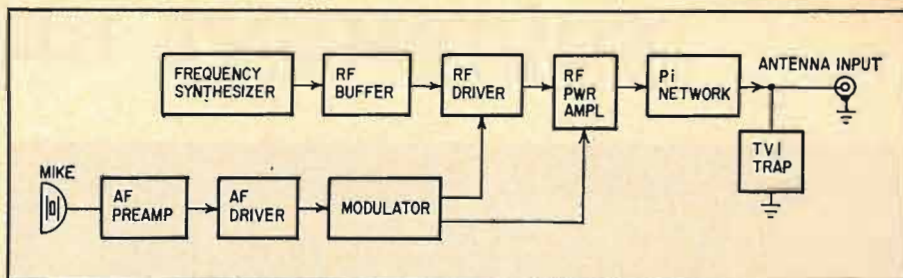 FREQUENCY
SYNTHESIZER
RF
BUFFER
RF
DRIVER
RF
PWR
AMPL
Pi
NETWORK
ANTENNA INPUT
TVI
TRAP
MIKE
AF
PREAMP
AF
DRIVER
MODULATOR